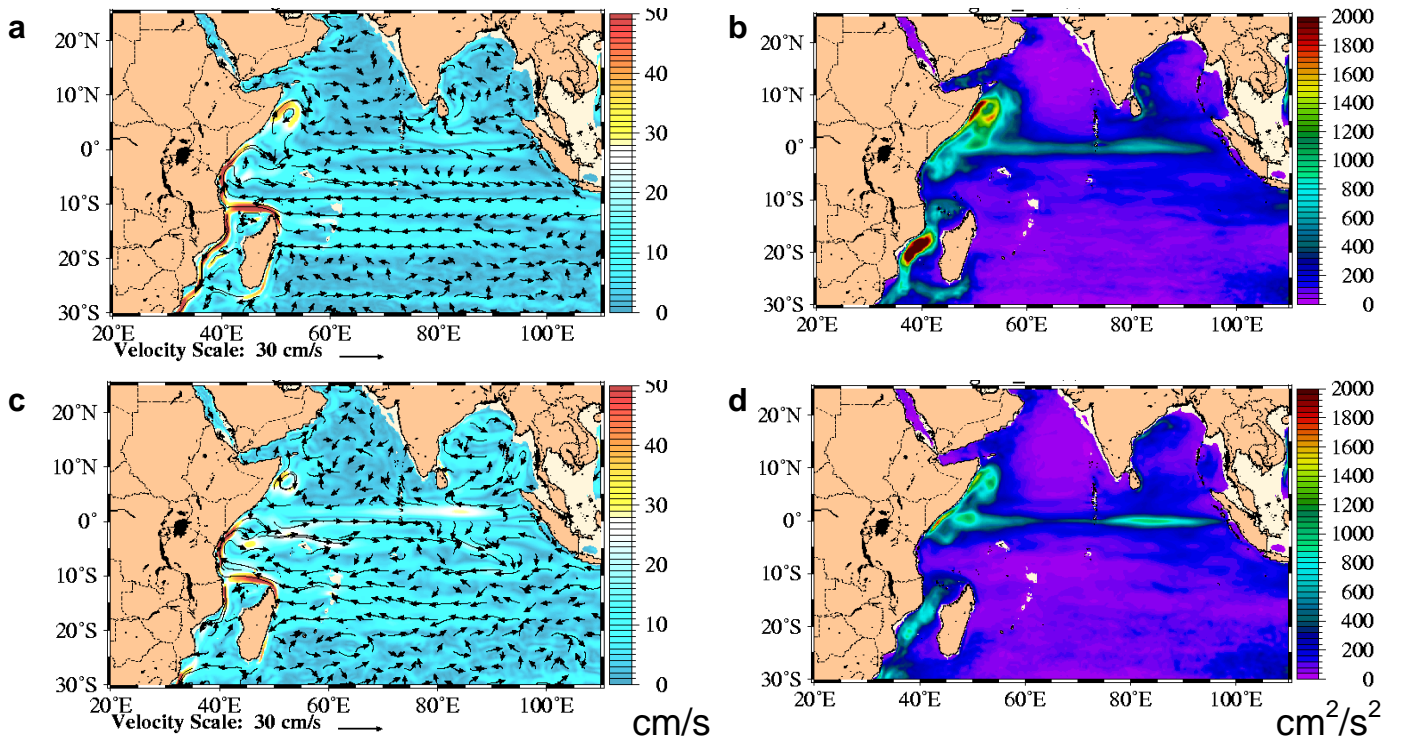 a
50
40
30
20
10
0
20°N
10°N
0°
10°S
20°S
30°S
20°E
40°E
60°E
80°E
100°E
Velocity Scale: 30 cm/s
b
2000
1800
1600
1400
1200
1000
800
600
400
200
0
20°N
10°N
0°
10°S
20°S
30°S
20°E
40°E
60°E
80°E
100°E
c
50
40
30
20
10
0
20°N
10°N
0°
10°S
20°S
30°S
20°E
40°E
60°E
80°E
100°E
Velocity Scale: 30 cm/s
cm/s
d
2000
1800
1600
1400
1200
1000
800
600
400
200
0
20°N
10°N
0°
10°S
20°S
30°S
20°E
40°E
60°E
80°E
100°E
cm²/s²